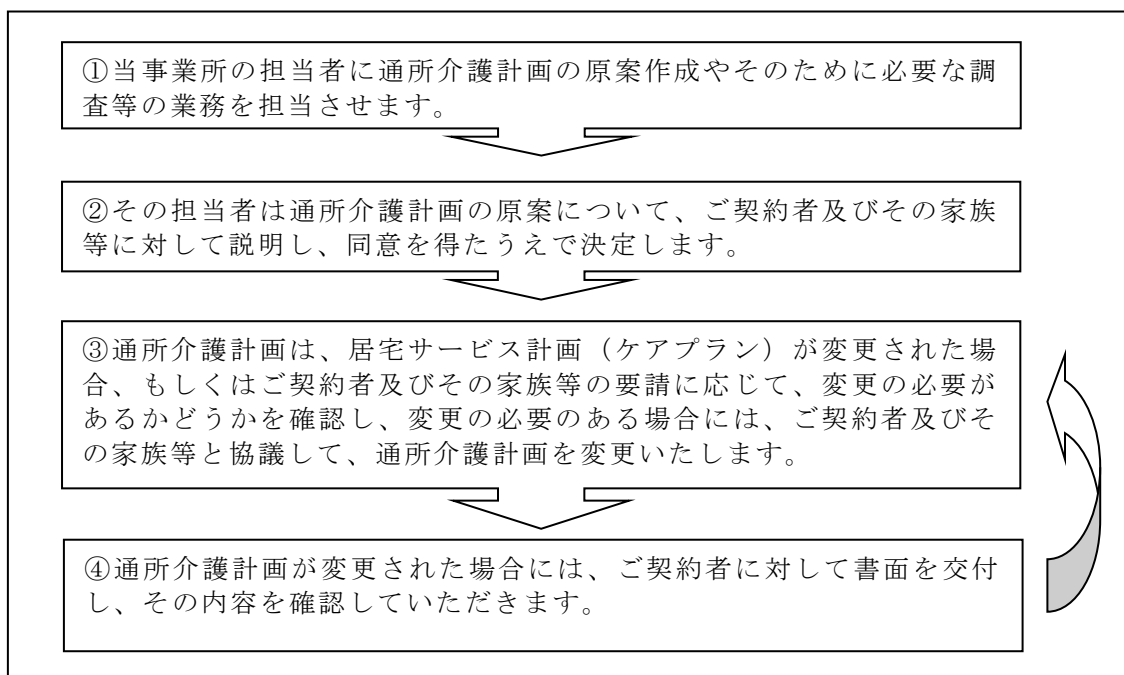 ①当事業所の担当者に通所介護計画の原案作成やそのために必要な調
査等の業務を担当させます。
②その担当者は通所介護計画の原案について、ご契約者及びその家族
等に対して説明し、同意を得たうえで決定します。
③通所介護計画は、居宅サービス計画（ケアプラン）が変更された場
合、もしくはご契約者及びその家族等の要請に応じて、変更の必要が
あるかどうかを確認し、変更の必要のある場合には、ご契約者及びそ
の家族等と協議して、通所介護計画を変更いたします。
④通所介護計画が変更された場合には、ご契約者に対して書面を交付
し、その内容を確認していただきます。